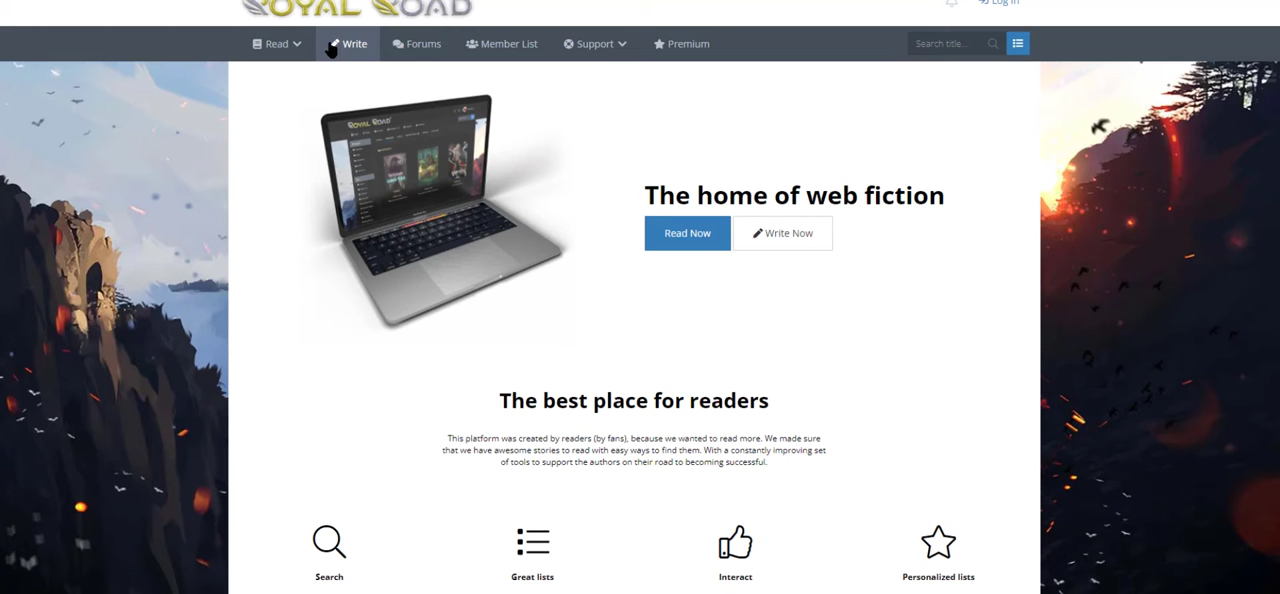 ROYAL ROAD
Log In
Read
Write
Forums
Member List
Support
Premium
Search title...
ROYAL ROAD
The home of web fiction
Read Now
Write Now
The best place for readers
This platform was created by readers (by fans), because we wanted to read more. We made sure
that we have awesome stories to read with easy ways to find them. With a constantly improving set
of tools to support the authors on their road to becoming successful.
Search
Great lists
Interact
Personalized lists